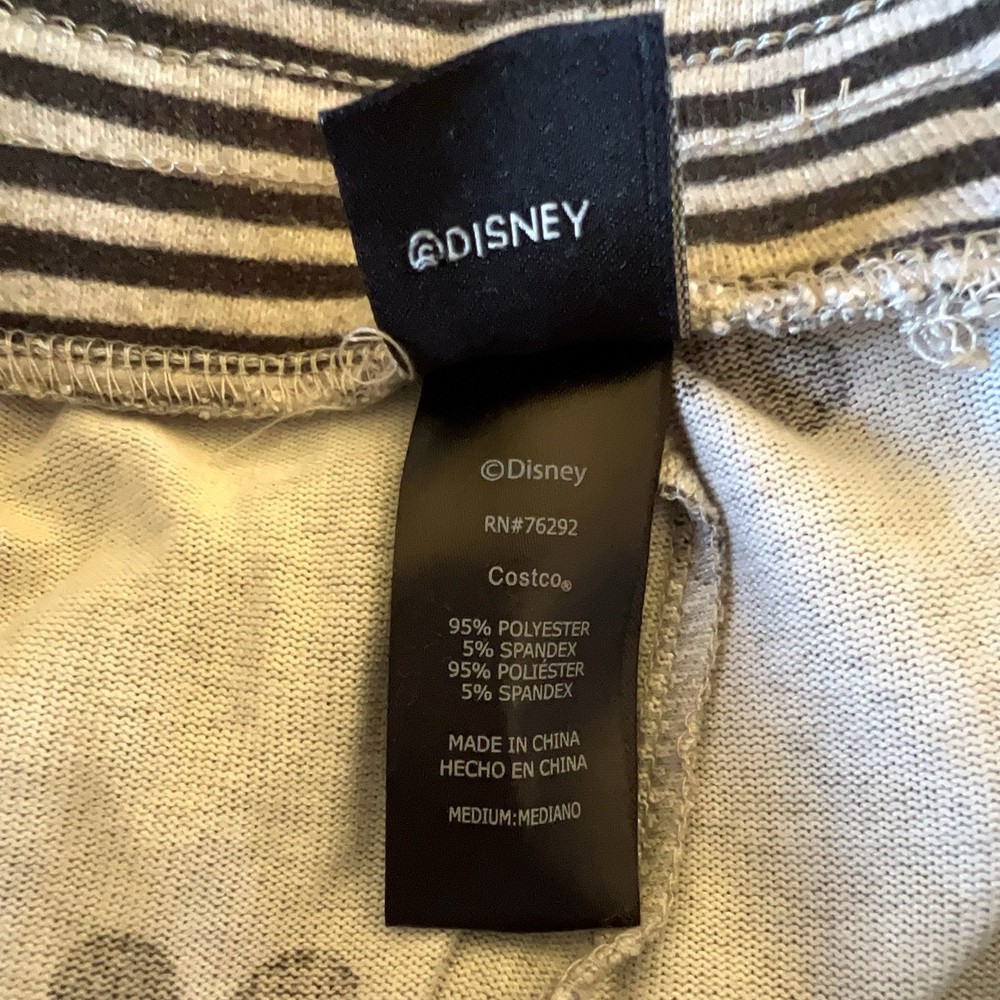 ©DISNEY
©Disney
RN#76292
Costco®
95% POLYESTER
5% SPANDEX
95% POLIÉSTER
5% SPANDEX
MADE IN CHINA
HECHO EN CHINA
MEDIUM:MEDIANO